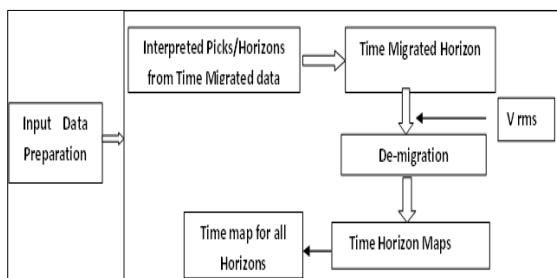 Interpreted Picks/Horizons
from Time Migrated data
Time Migrated Horizon
Input Data
Preparation
V rms
De-migration
Time map for all
Horizons
Time Horizon Maps